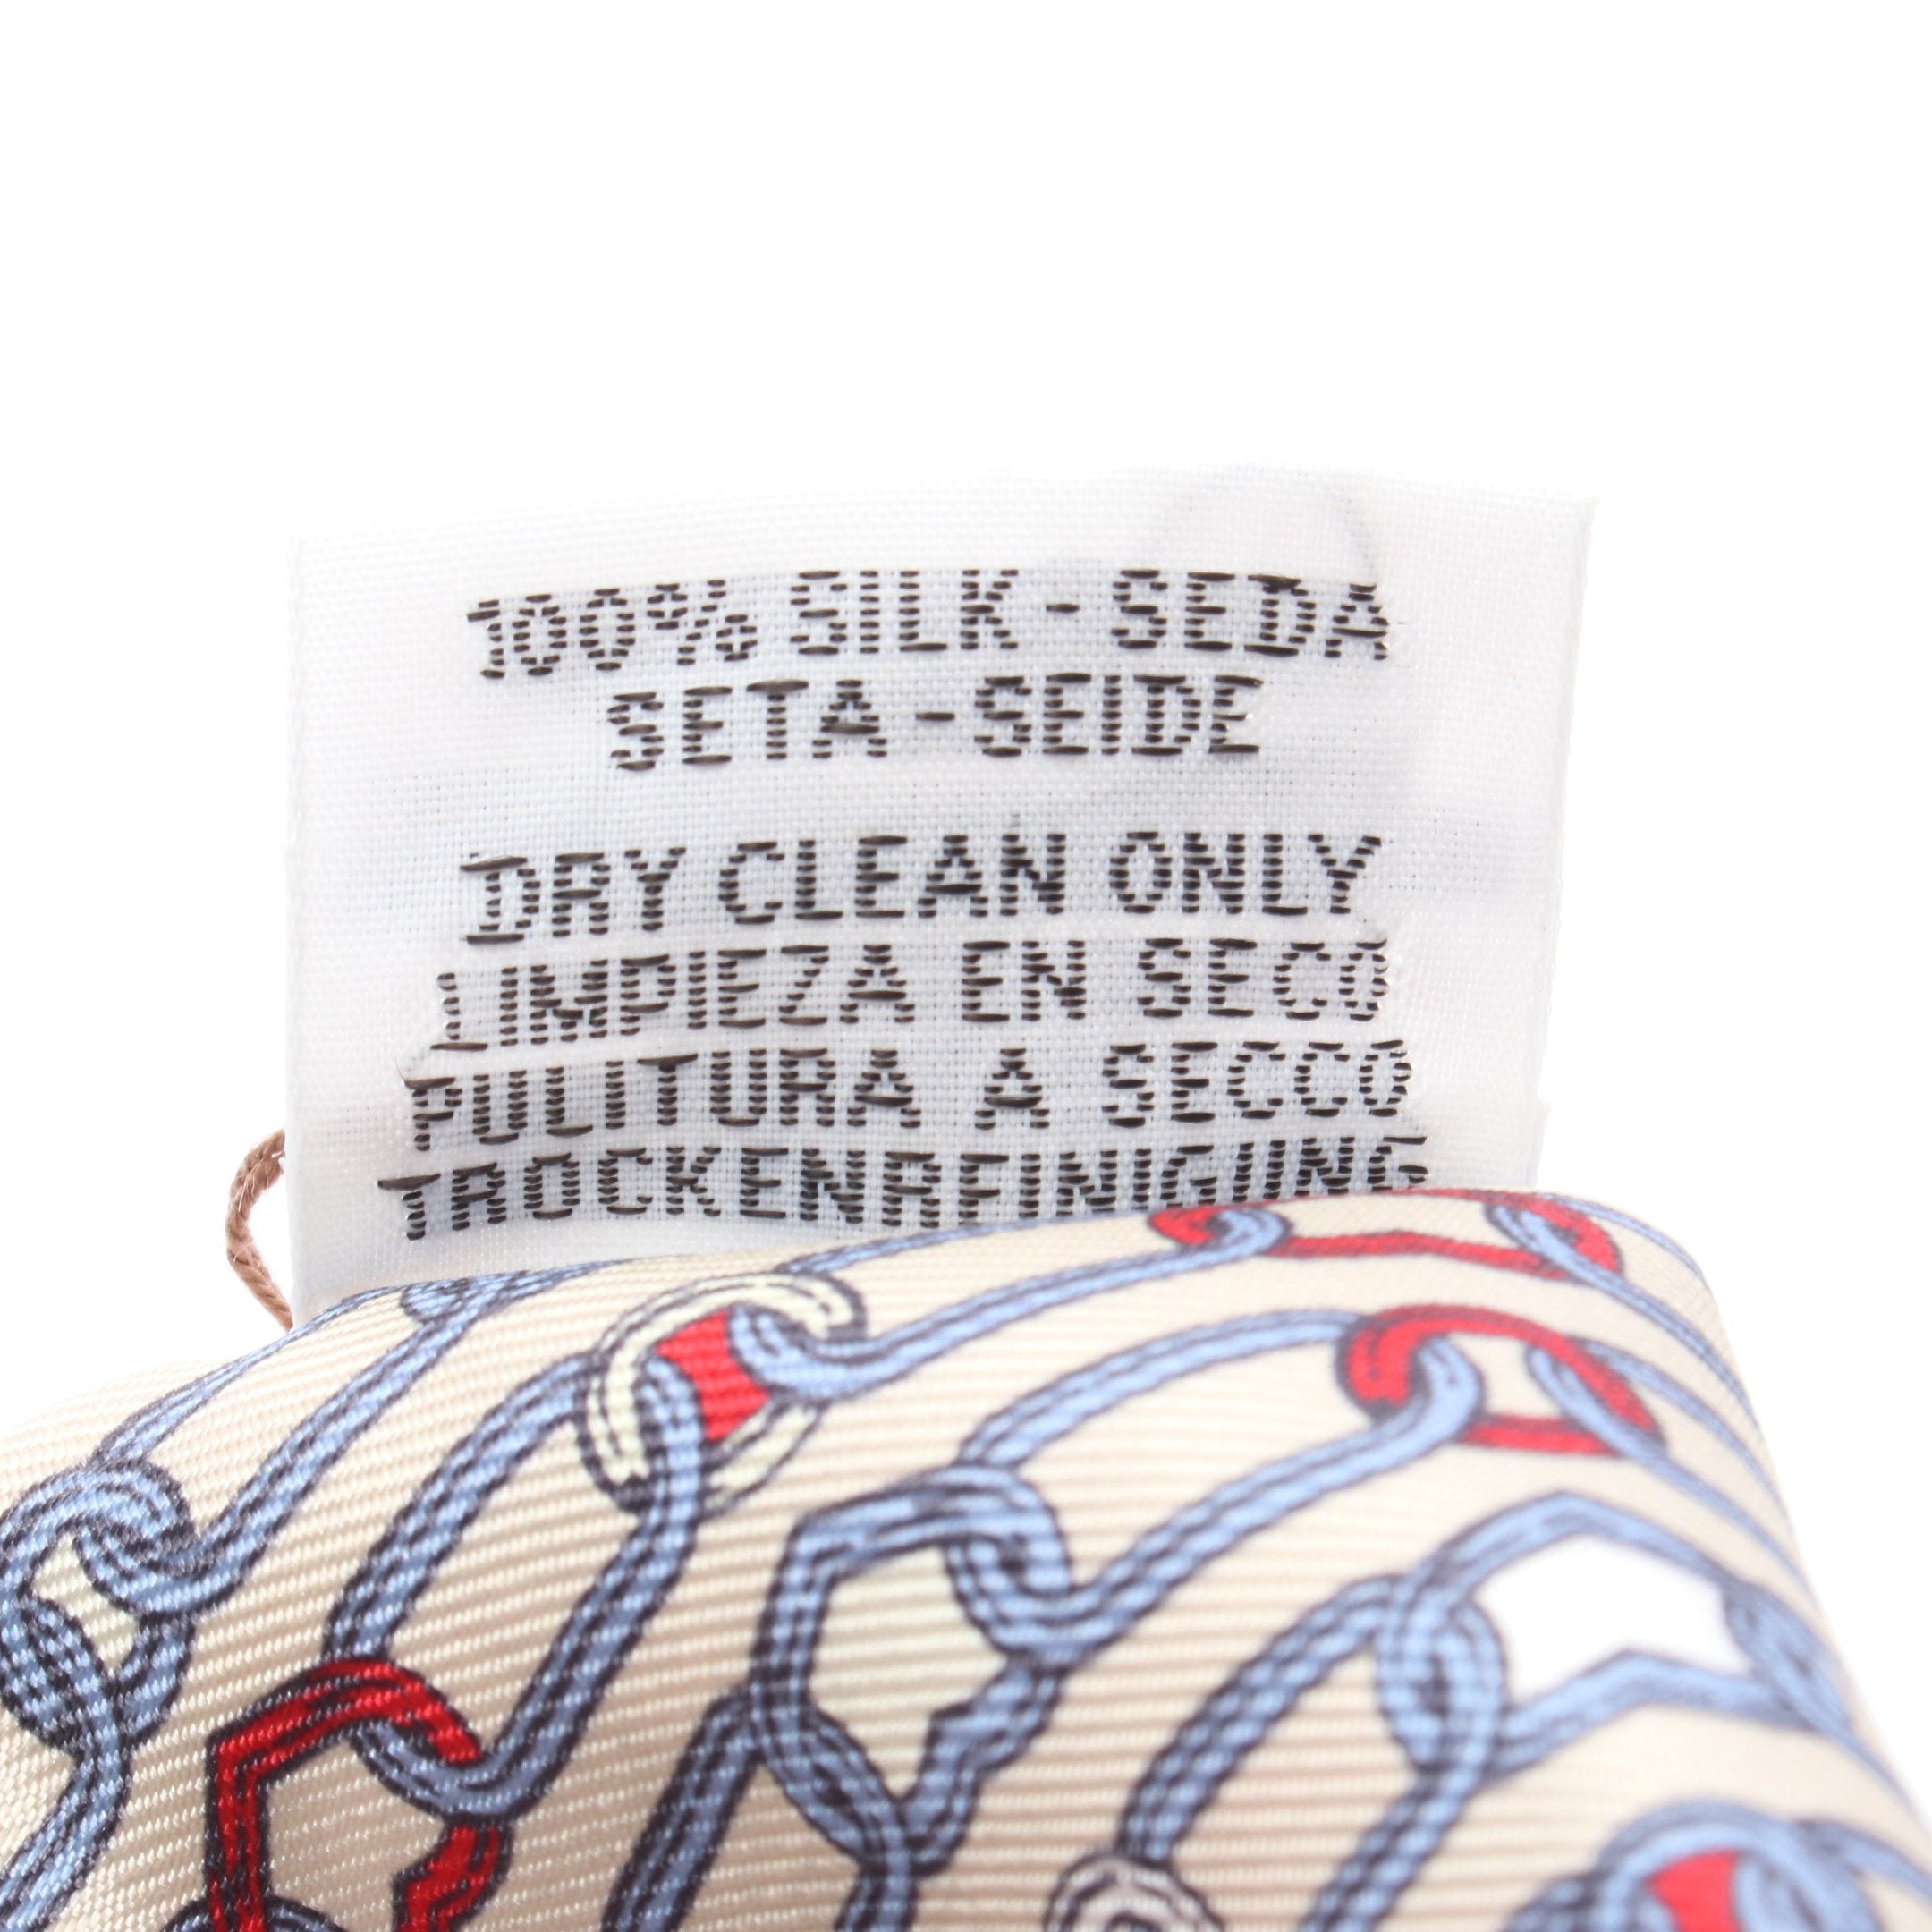 100% SILK - SEDA
SETA - SEIDE
DRY CLEAN ONLY
LIMPIEZA EN SECO
PULITURA A SECCO
TROCKENREINIGUNG